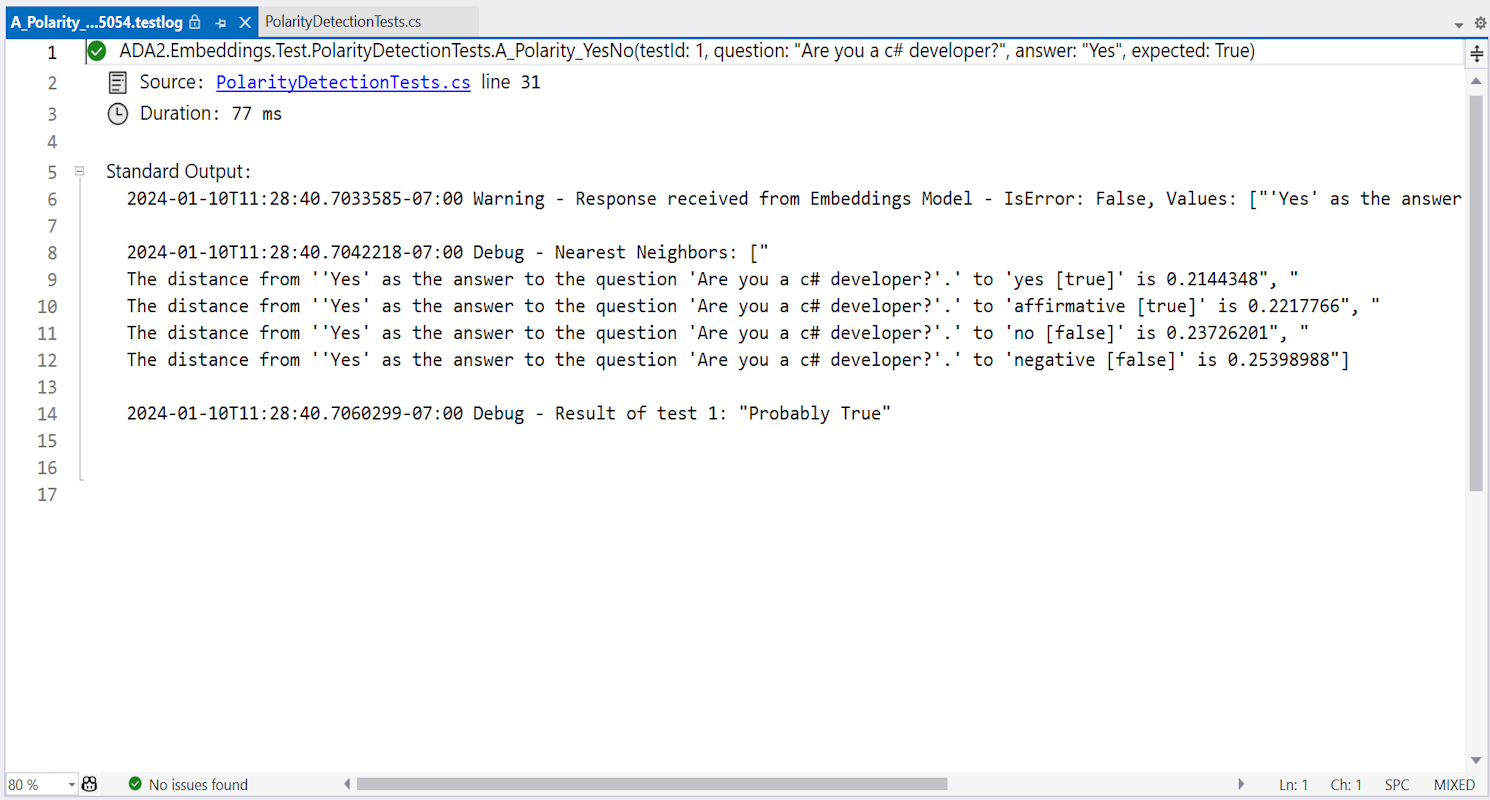 A_Polarity_...5054.testlog PolarityDetectionTests.cs
1 ADA2.Embeddings.Test.PolarityDetectionTests.A_Polarity_YesNo(testId: 1, question: "Are you a c# developer?", answer: "Yes", expected: True)
2 Source: PolarityDetectionTests.cs line 31
3 Duration: 77 ms
4
5 Standard Output:
6 2024-01-10T11:28:40.7033585-07:00 Warning - Response received from Embeddings Model - IsError: False, Values: ["'Yes' as the answer
7
8 2024-01-10T11:28:40.7042218-07:00 Debug - Nearest Neighbors: ["
9 The distance from ''Yes' as the answer to the question 'Are you a c# developer?'.' to 'yes [true]' is 0.2144348", "
10 The distance from ''Yes' as the answer to the question 'Are you a c# developer?'.' to 'affirmative [true]' is 0.2217766", "
11 The distance from ''Yes' as the answer to the question 'Are you a c# developer?'.' to 'no [false]' is 0.23726201", "
12 The distance from ''Yes' as the answer to the question 'Are you a c# developer?'.' to 'negative [false]' is 0.25398988"]
13
14 2024-01-10T11:28:40.7060299-07:00 Debug - Result of test 1: "Probably True"
15
16
17
80 % No issues found Ln: 1 Ch: 1 SPC MIXED